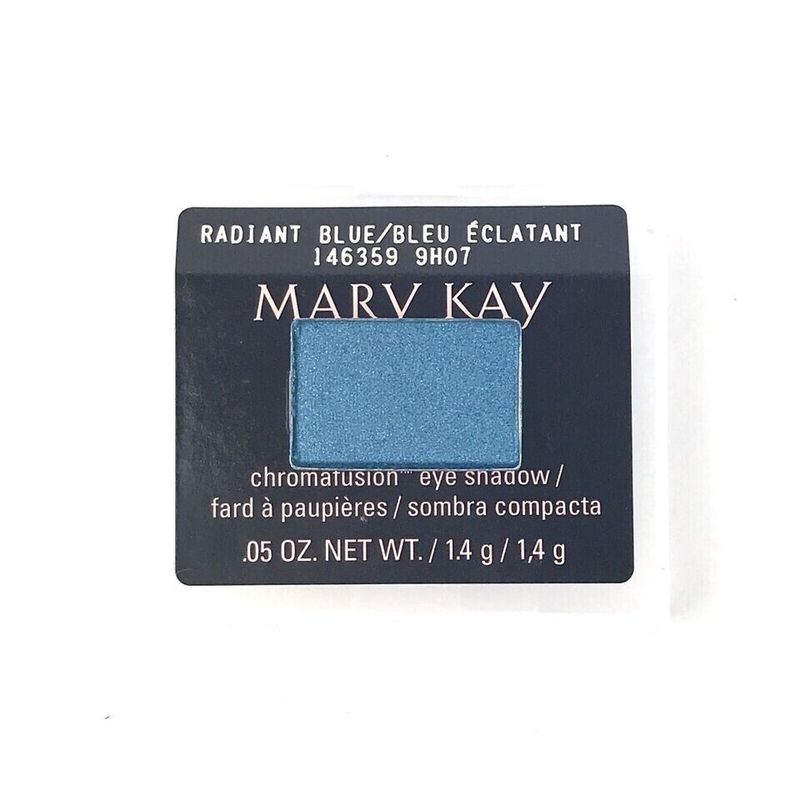 RADIANT BLUE/BLEU ÉCLATANT
146359 9H07
MARY KAY
chromafusion™ eye shadow /
fard à paupières / sombra compacta
.05 OZ. NET WT. / 1.4 g / 1,4 g